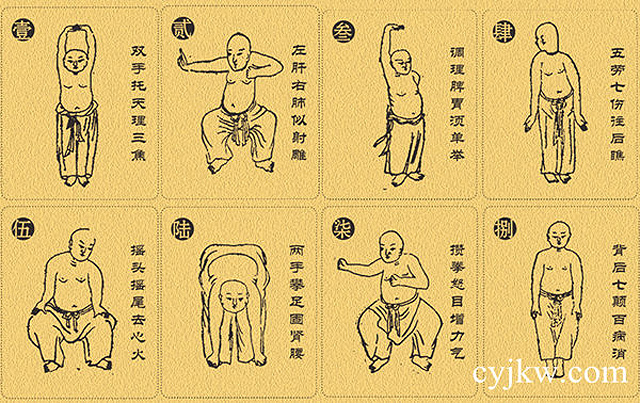 壹
双手托天理三焦
贰
左肝右肺似射雕
叁
调理脾胃须单举
肆
五劳七伤往后瞧
伍
摇头摇尾去心火
陆
两手攀足固肾腰
柒
攒拳怒目增力气
捌
背后七颠百病消
cyjkw.com